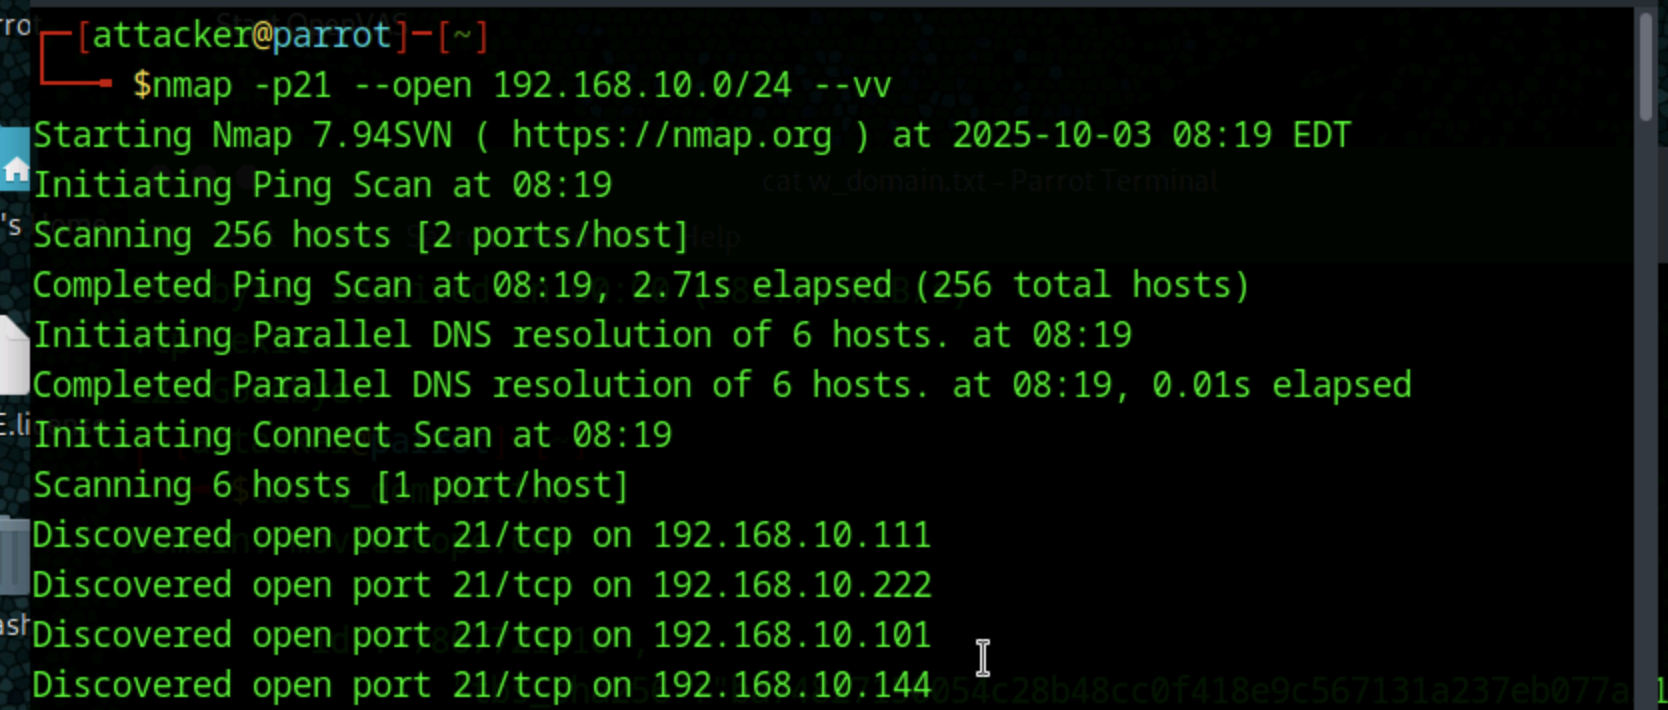 [attacker@parrot]-[~]
$nmap -p21 --open 192.168.10.0/24 --vv
Starting Nmap 7.94SVN ( https://nmap.org ) at 2025-10-03 08:19 EDT
Initiating Ping Scan at 08:19
cat w_domain.txt - Parrot Terminal
Scanning 256 hosts [2 ports/host]
Help
Completed Ping Scan at 08:19, 2.71s elapsed (256 total hosts)
Initiating Parallel DNS resolution of 6 hosts. at 08:19
Completed Parallel DNS resolution of 6 hosts. at 08:19, 0.01s elapsed
Initiating Connect Scan at 08:19
Scanning 6 hosts [1 port/host]
Discovered open port 21/tcp on 192.168.10.111
Discovered open port 21/tcp on 192.168.10.222
Discovered open port 21/tcp on 192.168.10.101
Discovered open port 21/tcp on 192.168.10.144